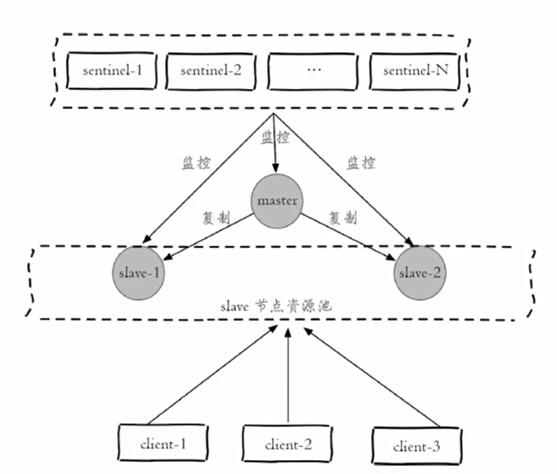 sentinel-1 sentinel-2 … sentinel-N
监控 监控 监控
master
复制 复制
slave-1 slave-2
slave 节点资源池
client-1 client-2 client-3